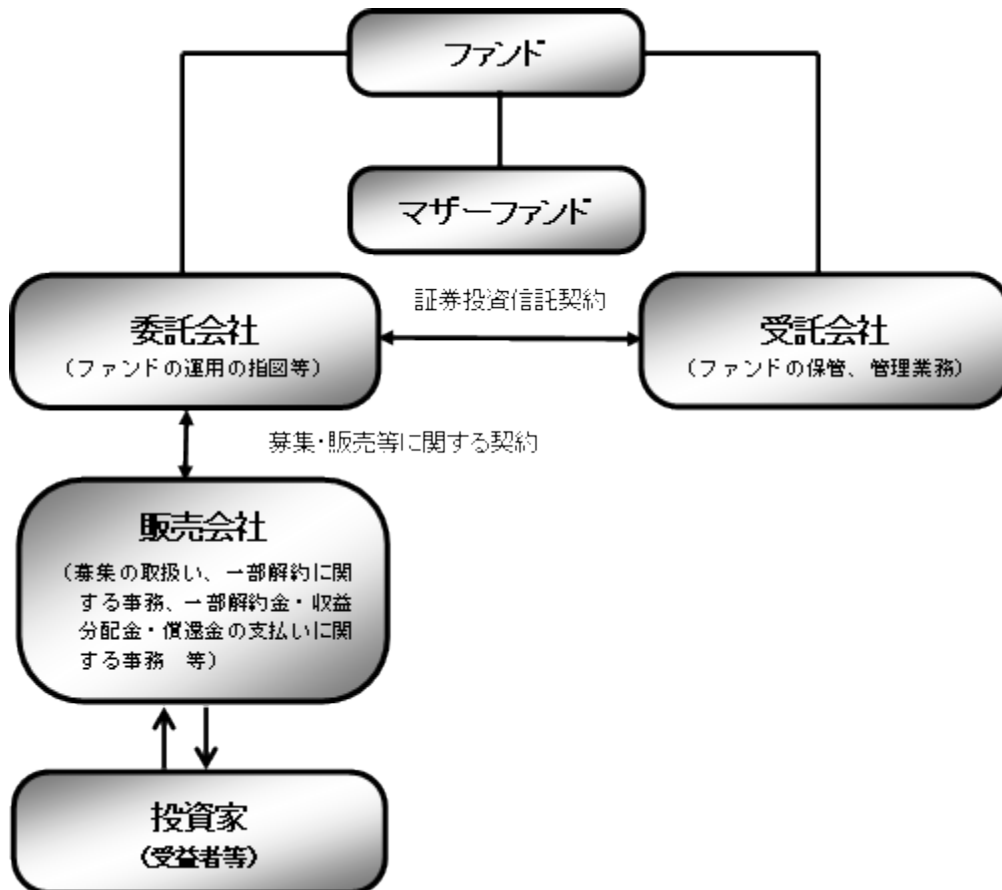 ファンド
マザーファンド
証券投資信託契約
委託会社
（ファンドの運用の指図等）
受託会社
（ファンドの保管、管理業務）
募集・販売等に関する契約
販売会社
（募集の取扱い、一部解約に関
する事務、一部解約金・収益
分配金・償還金の支払いに関
する事務　等）
投資家
（受益者等）